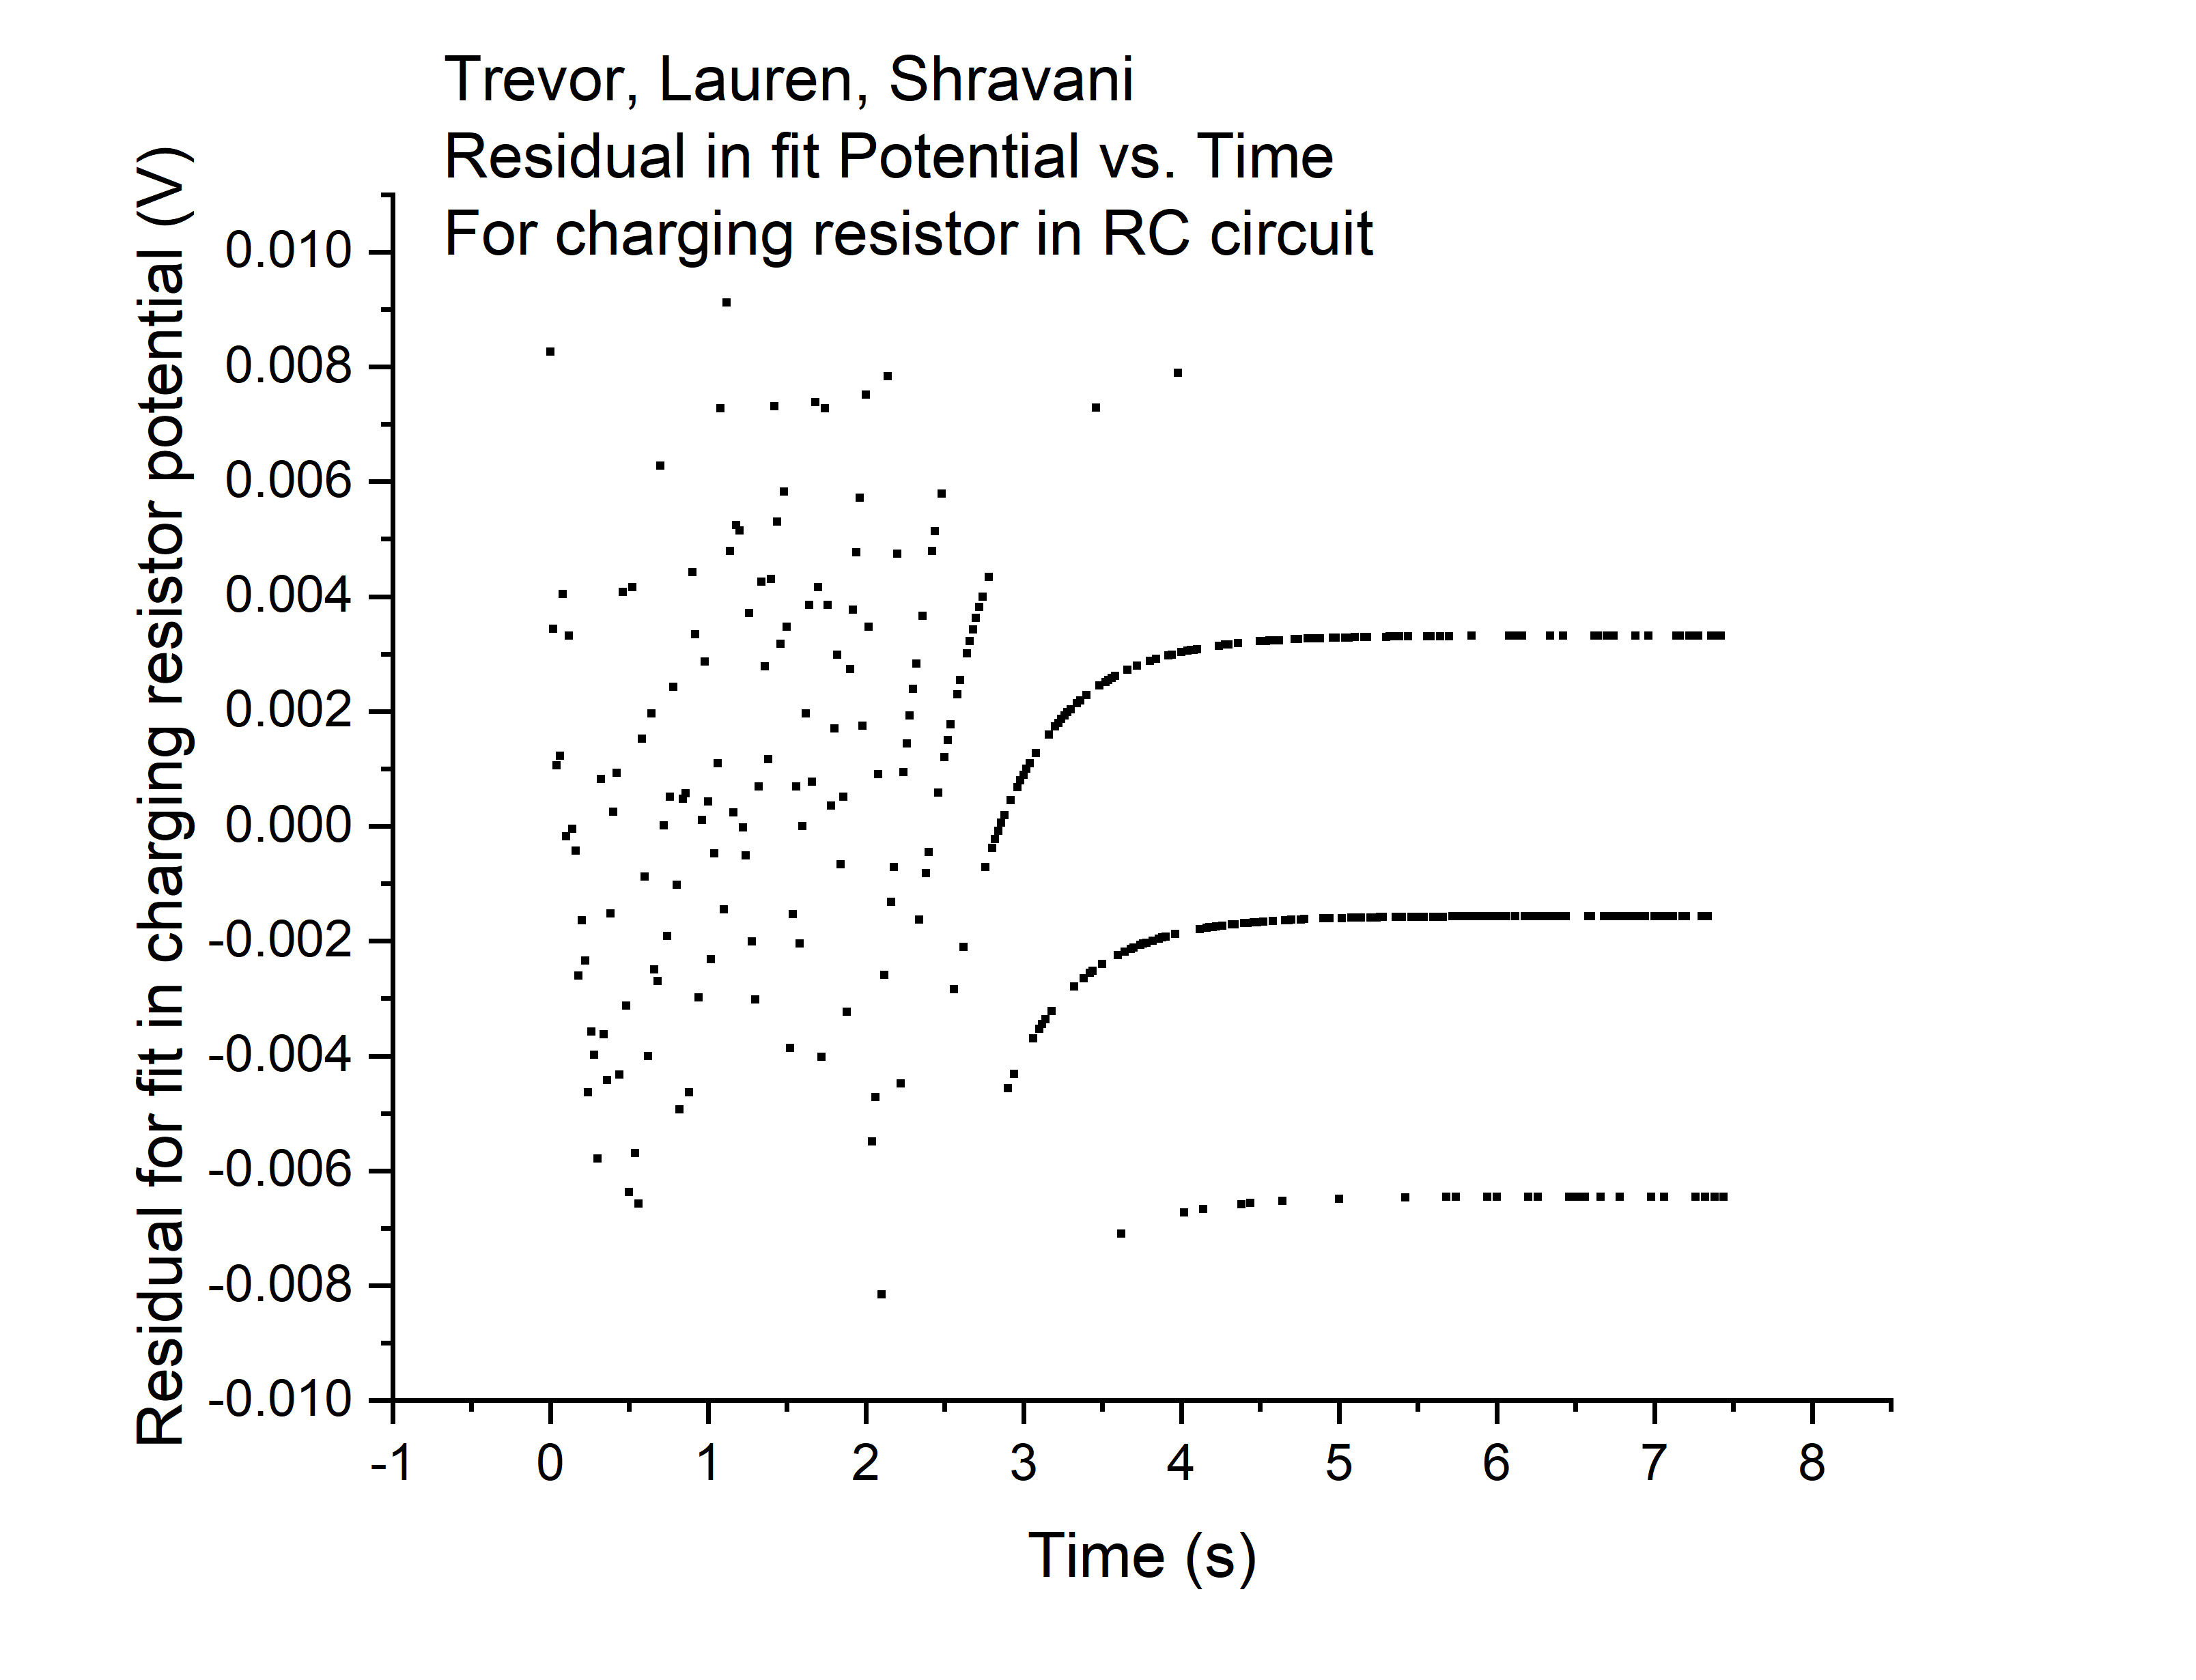 Trevor, Lauren, Shravani
Residual in fit Potential vs. Time
For charging resistor in RC circuit
Residual for fit in charging resistor potential (V)
0.010
0.008
0.006
0.004
0.002
0.000
-0.002
-0.004
-0.006
-0.008
-0.010
-1 0 1 2 3 4 5 6 7 8
Time (s)